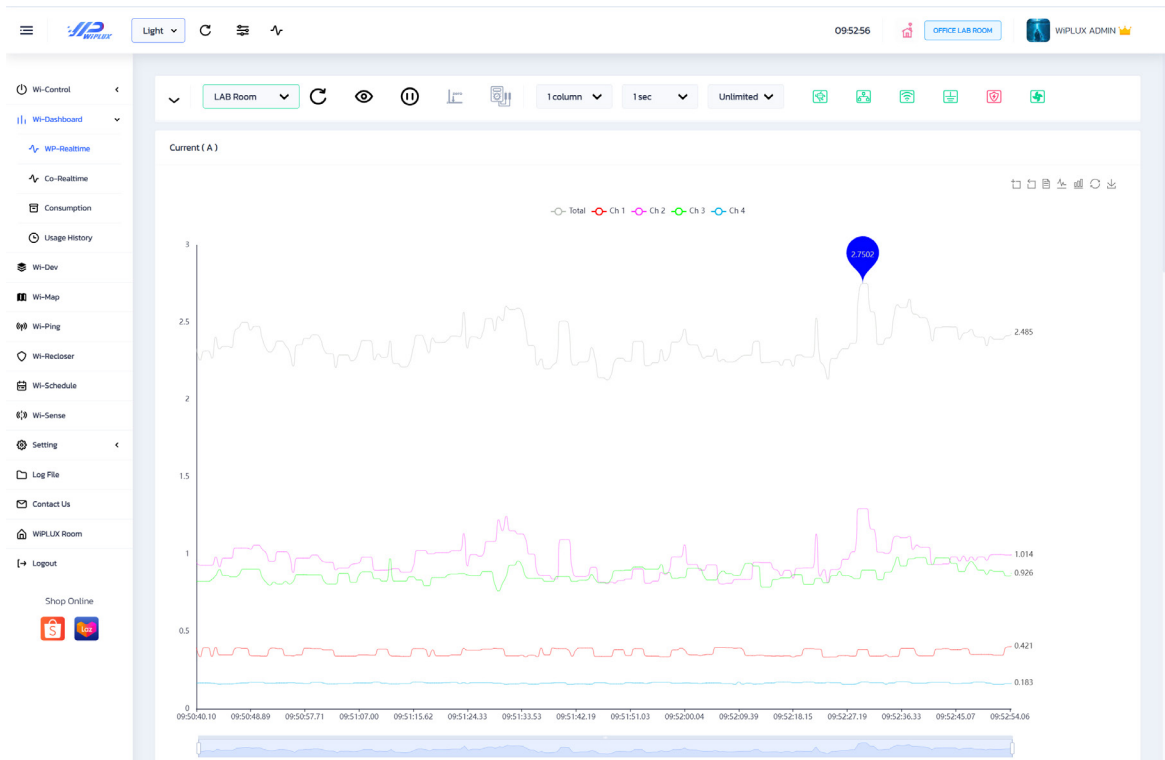 WiPLUX
Light
09:52:56
OFFICE LAB ROOM
WiPLUX ADMIN
Wi-Control
Wi-Dashboard
WP-Realtime
Co-Realtime
Consumption
Usage History
Wi-Dev
Wi-Map
Wi-Ping
Wi-Recloser
Wi-Schedule
Wi-Sense
Setting
Log File
Contact Us
WIPLUX Room
Logout
Shop Online
Laz
LAB Room
1 column
1 sec
Unlimited
Current ( A )
Total Ch 1 Ch 2 Ch 3 Ch 4
3
2.7502
2.5
2.485
2
1.5
1
1.014
0.926
0.5
0.421
0.183
0
09:50:40.10 09:50:48.89 09:50:57.71 09:51:07.00 09:51:15.62 09:51:24.33 09:51:33.53 09:51:42.19 09:51:51.03 09:52:00.04 09:52:09.39 09:52:18.15 09:52:27.19 09:52:36.33 09:52:45.07 09:52:54.06